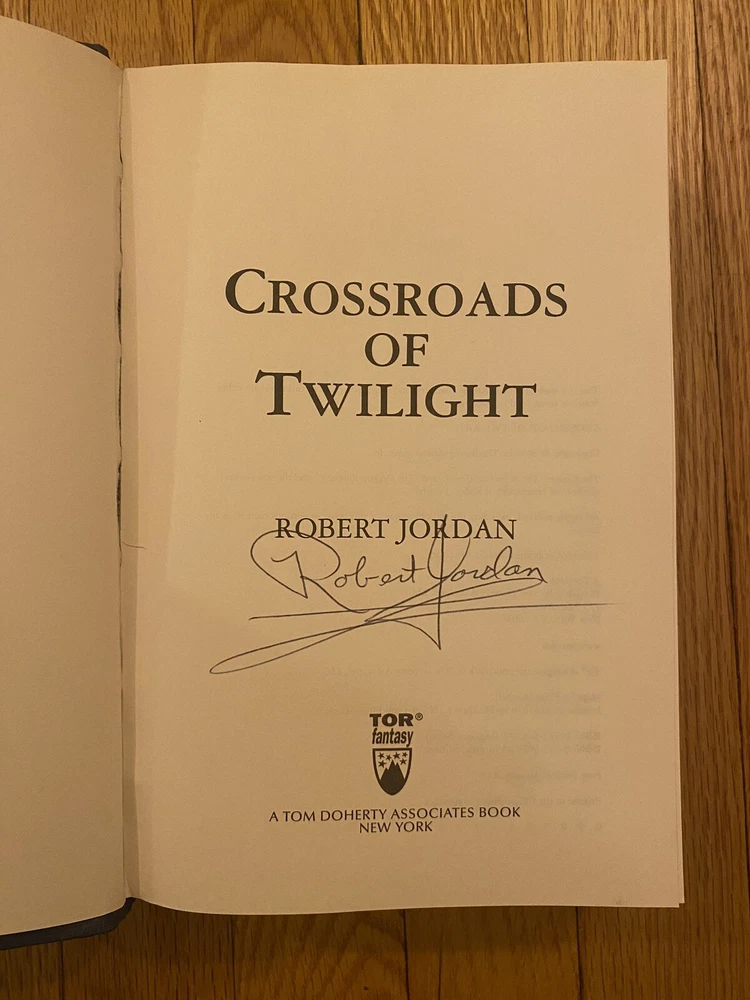 CROSSROADS
OF
TWILIGHT
ROBERT JORDAN
Robert Jordan
TOR®
fantasy
A TOM DOHERTY ASSOCIATES BOOK
NEW YORK